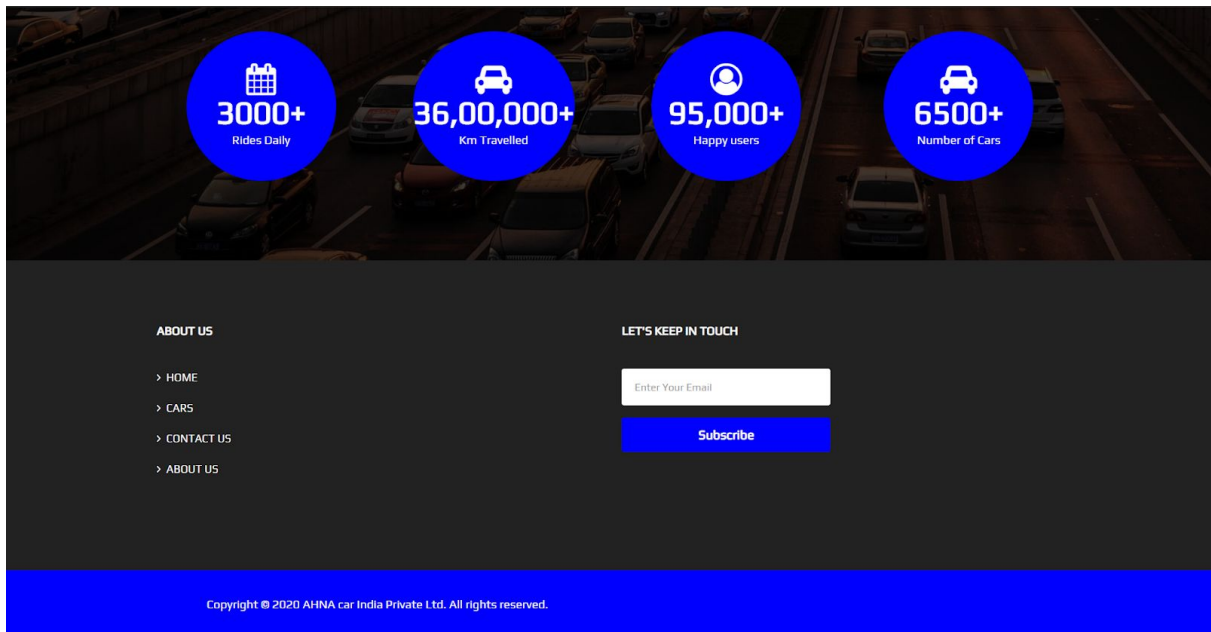 3000+
Rides Daily
36,00,000+
Km Travelled
95,000+
Happy users
6500+
Number of Cars
ABOUT US
> HOME
> CARS
> CONTACT US
> ABOUT US
LET'S KEEP IN TOUCH
Enter Your Email
Subscribe
Copyright © 2020 AHNA car India Private Ltd. All rights reserved.